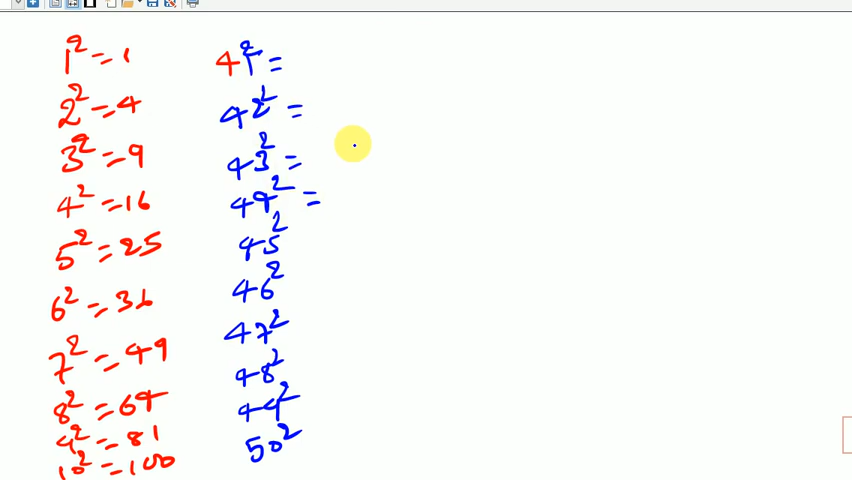 1² = 1
2² = 4
3² = 9
4² = 16
5² = 25
6² = 36
7² = 49
8² = 64
9² = 81
10² = 100
41² =
42² =
43² =
44² =
45²
46²
47²
48²
49²
50²